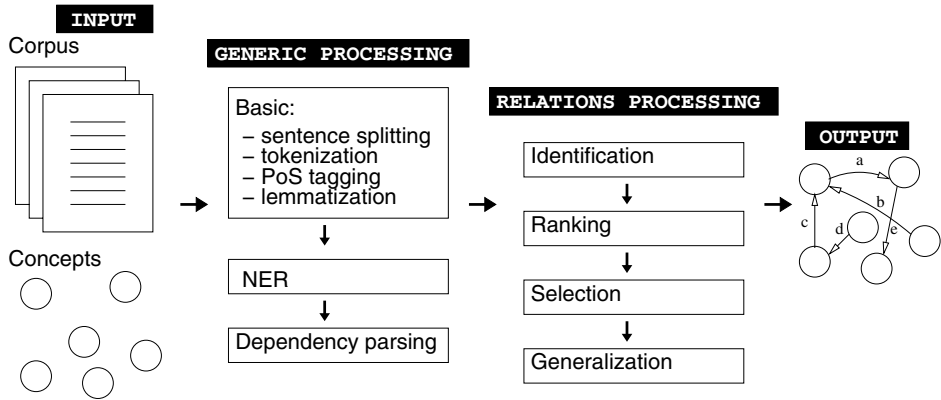 INPUT
Corpus
Concepts
GENERIC PROCESSING
Basic:
– sentence splitting
– tokenization
– PoS tagging
– lemmatization
NER
Dependency parsing
RELATIONS PROCESSING
Identification
Ranking
Selection
Generalization
OUTPUT
a
b
c
d
e